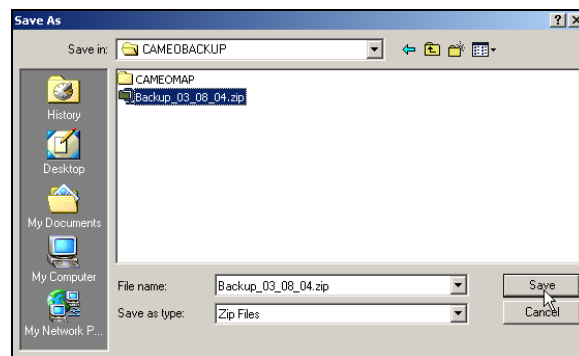 Save As
Save in: CAMEOBACKUP
CAMEOMAP
Backup_03_08_04.zip
History
Desktop
My Documents
My Computer
My Network P...
File name: Backup_03_08_04.zip Save
Save as type: Zip Files Cancel